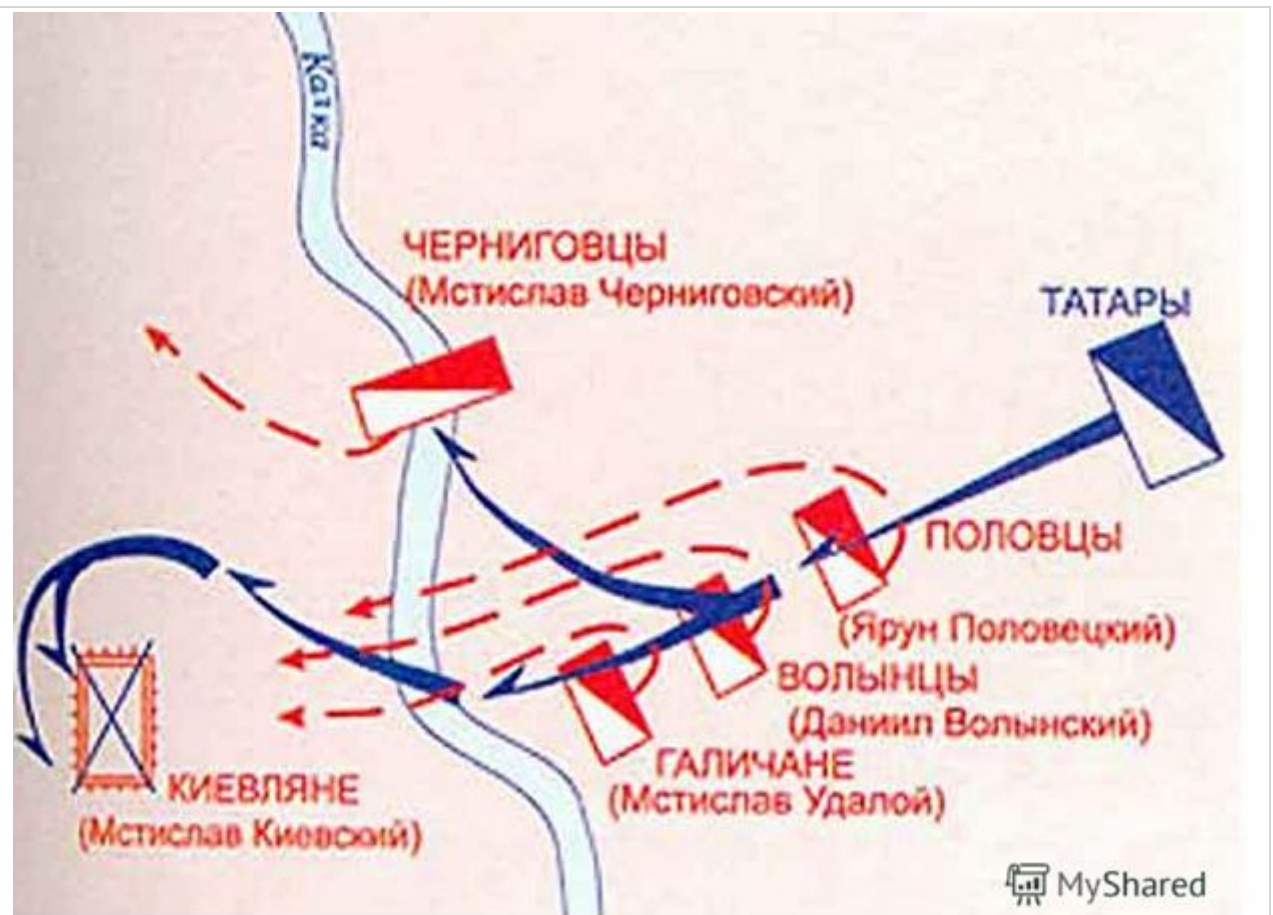 Калка
ЧЕРНИГОВЦЫ
(Мстислав Черниговский)
ТАТАРЫ
ПОЛОВЦЫ
(Ярун Половецкий)
ВОЛЫНЦЫ
(Даниил Волынский)
ГАЛИЧАНЕ
(Мстислав Удалой)
КИЕВЛЯНЕ
(Мстислав Киевский)
MyShared